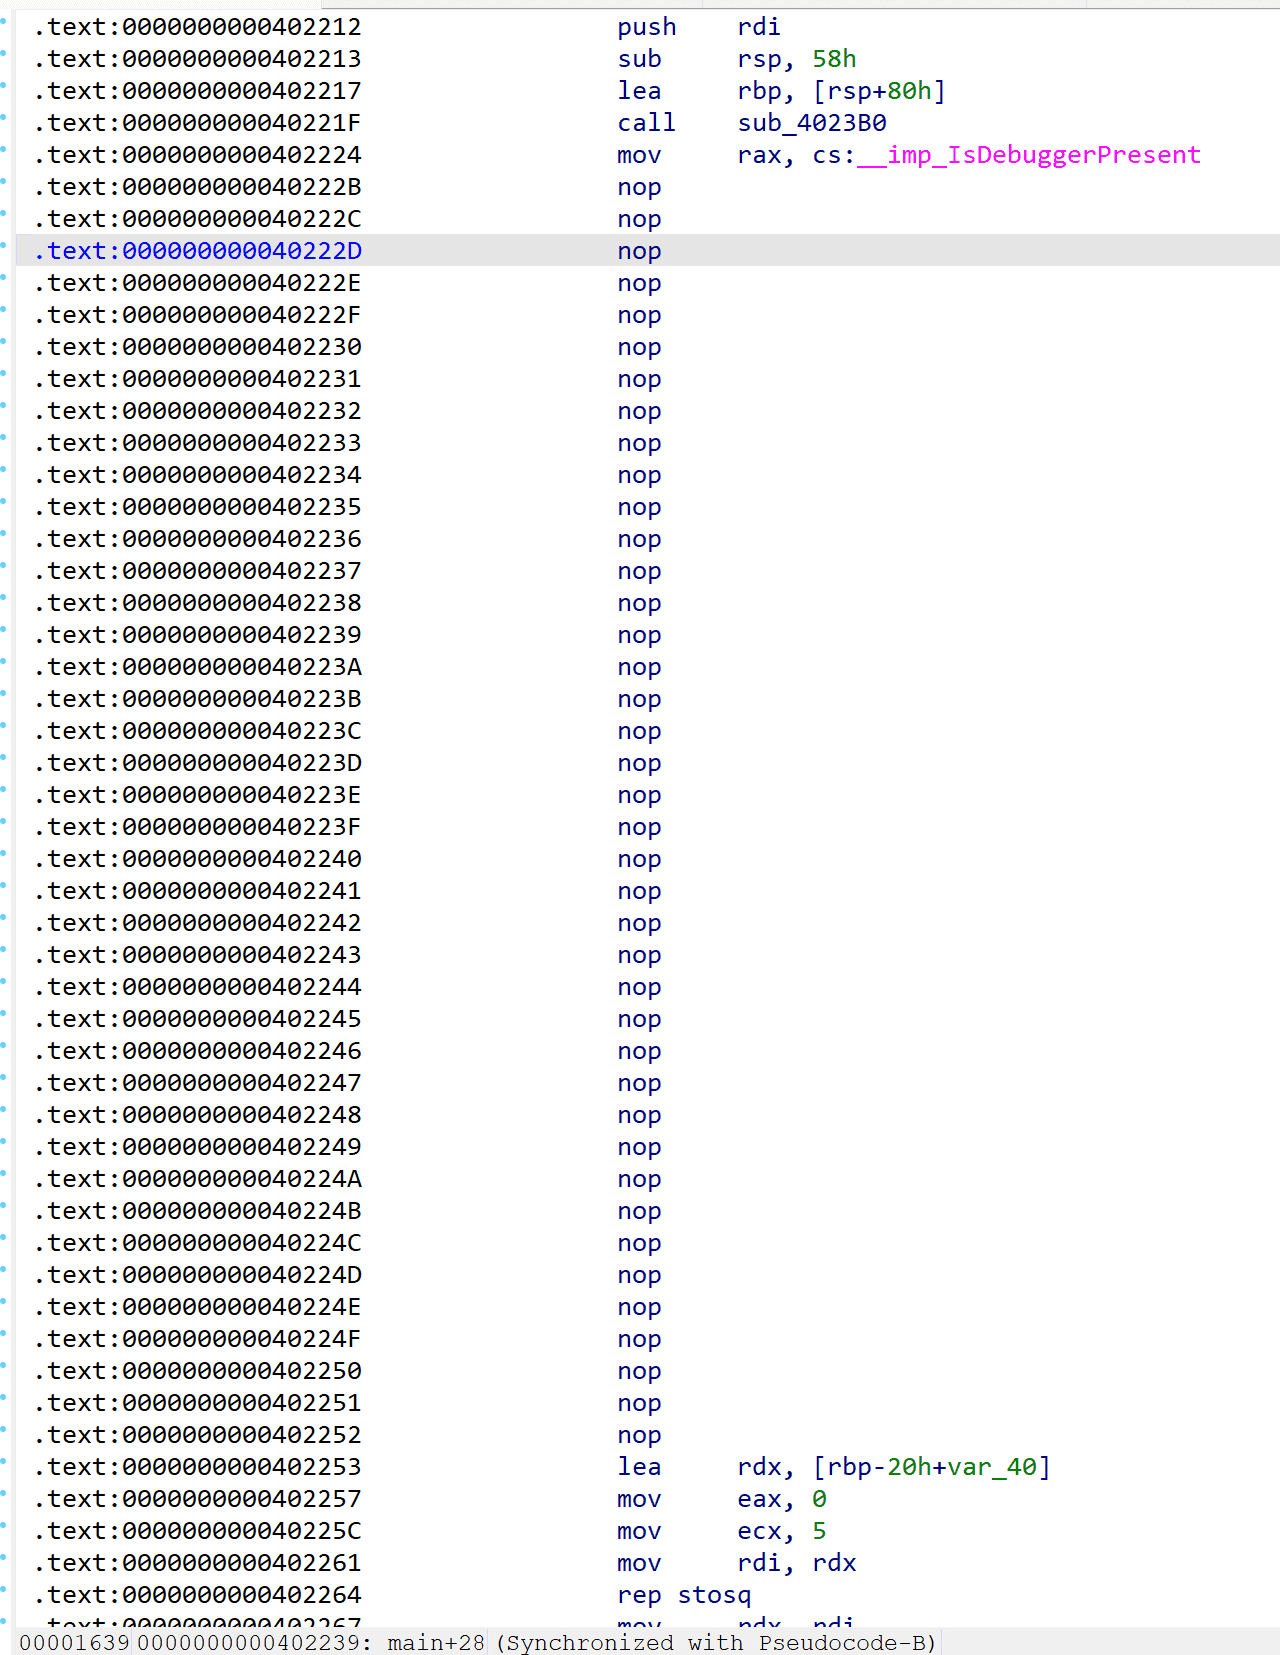 .text:0000000000402212 push rdi
.text:0000000000402213 sub rsp, 58h
.text:0000000000402217 lea rbp, [rsp+80h]
.text:000000000040221F call sub_4023B0
.text:0000000000402224 mov rax, cs:__imp_IsDebuggerPresent
.text:000000000040222B nop
.text:000000000040222C nop
.text:000000000040222D nop
.text:000000000040222E nop
.text:000000000040222F nop
.text:0000000000402230 nop
.text:0000000000402231 nop
.text:0000000000402232 nop
.text:0000000000402233 nop
.text:0000000000402234 nop
.text:0000000000402235 nop
.text:0000000000402236 nop
.text:0000000000402237 nop
.text:0000000000402238 nop
.text:0000000000402239 nop
.text:000000000040223A nop
.text:000000000040223B nop
.text:000000000040223C nop
.text:000000000040223D nop
.text:000000000040223E nop
.text:000000000040223F nop
.text:0000000000402240 nop
.text:0000000000402241 nop
.text:0000000000402242 nop
.text:0000000000402243 nop
.text:0000000000402244 nop
.text:0000000000402245 nop
.text:0000000000402246 nop
.text:0000000000402247 nop
.text:0000000000402248 nop
.text:0000000000402249 nop
.text:000000000040224A nop
.text:000000000040224B nop
.text:000000000040224C nop
.text:000000000040224D nop
.text:000000000040224E nop
.text:000000000040224F nop
.text:0000000000402250 nop
.text:0000000000402251 nop
.text:0000000000402252 nop
.text:0000000000402253 lea rdx, [rbp-20h+var_40]
.text:0000000000402257 mov eax, 0
.text:000000000040225C mov ecx, 5
.text:0000000000402261 mov rdi, rdx
.text:0000000000402264 rep stosq
.text:0000000000402267 mov rdx, rdi
00001639 0000000000402239: main+28 (Synchronized with Pseudocode-B)